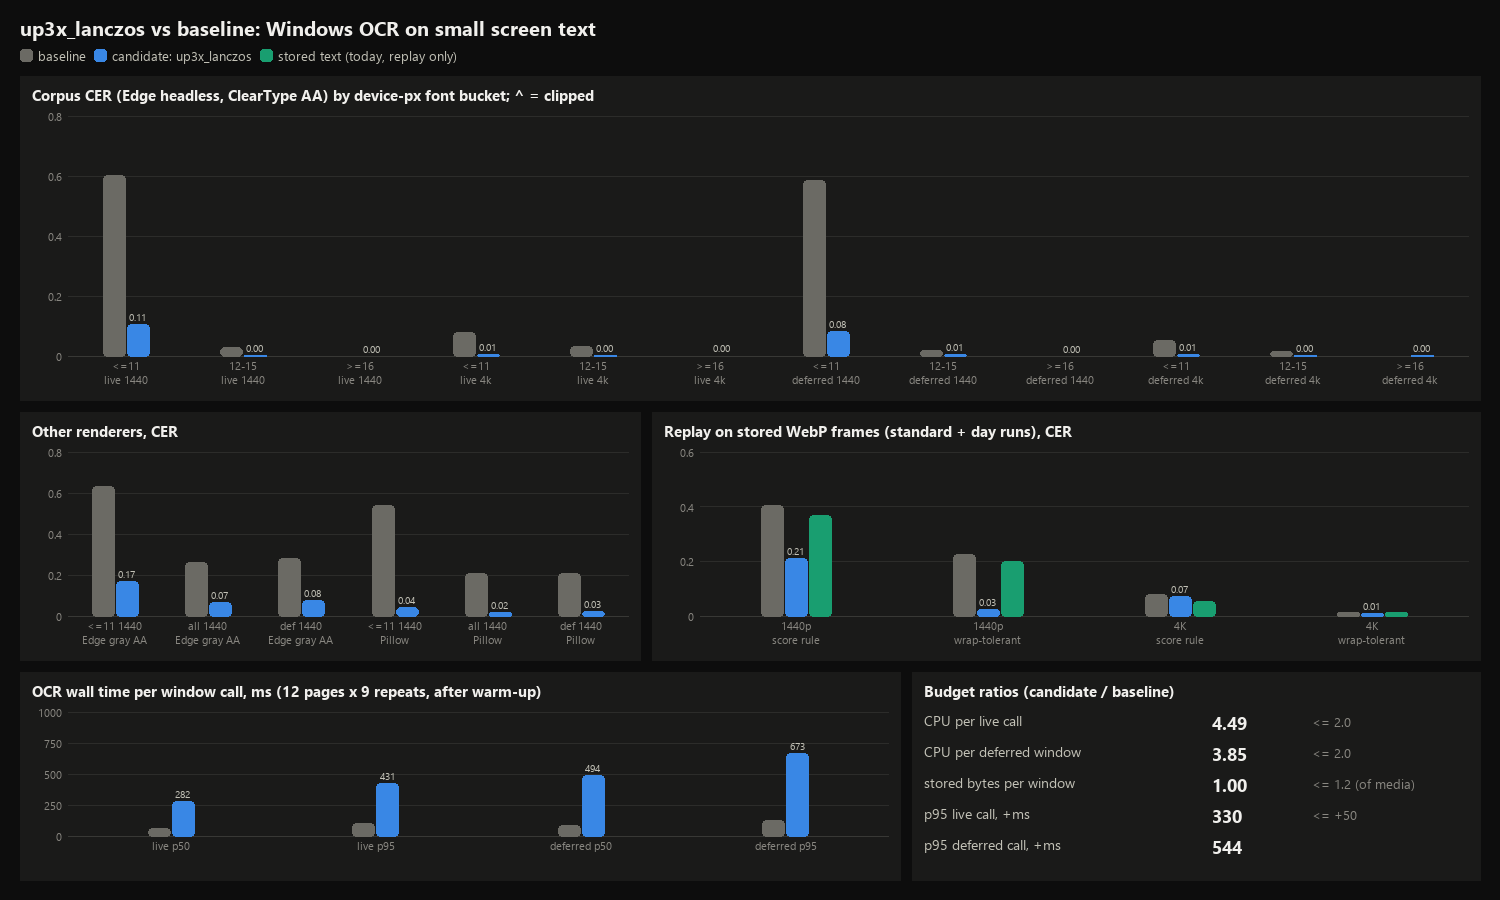 up3x_lanczos vs baseline: Windows OCR on small screen text
baseline candidate: up3x_lanczos stored text (today, replay only)
Corpus CER (Edge headless, ClearType AA) by device-px font bucket; ^ = clipped
0.8
0.6
0.4
0.2
0
0.11
0.00
0.00
0.01
0.00
0.00
0.08
0.01
0.00
0.01
0.00
0.00
<=11 12-15 >=16 <=11 12-15 >=16 <=11 12-15 >=16 <=11 12-15 >=16
live 1440 live 1440 live 1440 live 4k live 4k live 4k deferred 1440 deferred 1440 deferred 1440 deferred 4k deferred 4k deferred 4k
Other renderers, CER
0.8
0.6
0.4
0.2
0
0.17
0.07
0.08
0.04
0.02
0.03
<=11 1440 all 1440 def 1440 <=11 1440 all 1440 def 1440
Edge gray AA Edge gray AA Edge gray AA Pillow Pillow Pillow
Replay on stored WebP frames (standard + day runs), CER
0.6
0.4
0.2
0
0.21
0.03
0.07
0.01
1440p 1440p 4K 4K
score rule wrap-tolerant score rule wrap-tolerant
OCR wall time per window call, ms (12 pages x 9 repeats, after warm-up)
1000
750
500
250
0
282
431
494
673
live p50 live p95 deferred p50 deferred p95
Budget ratios (candidate / baseline)
CPU per live call 4.49 <= 2.0
CPU per deferred window 3.85 <= 2.0
stored bytes per window 1.00 <= 1.2 (of media)
p95 live call, +ms 330 <= +50
p95 deferred call, +ms 544